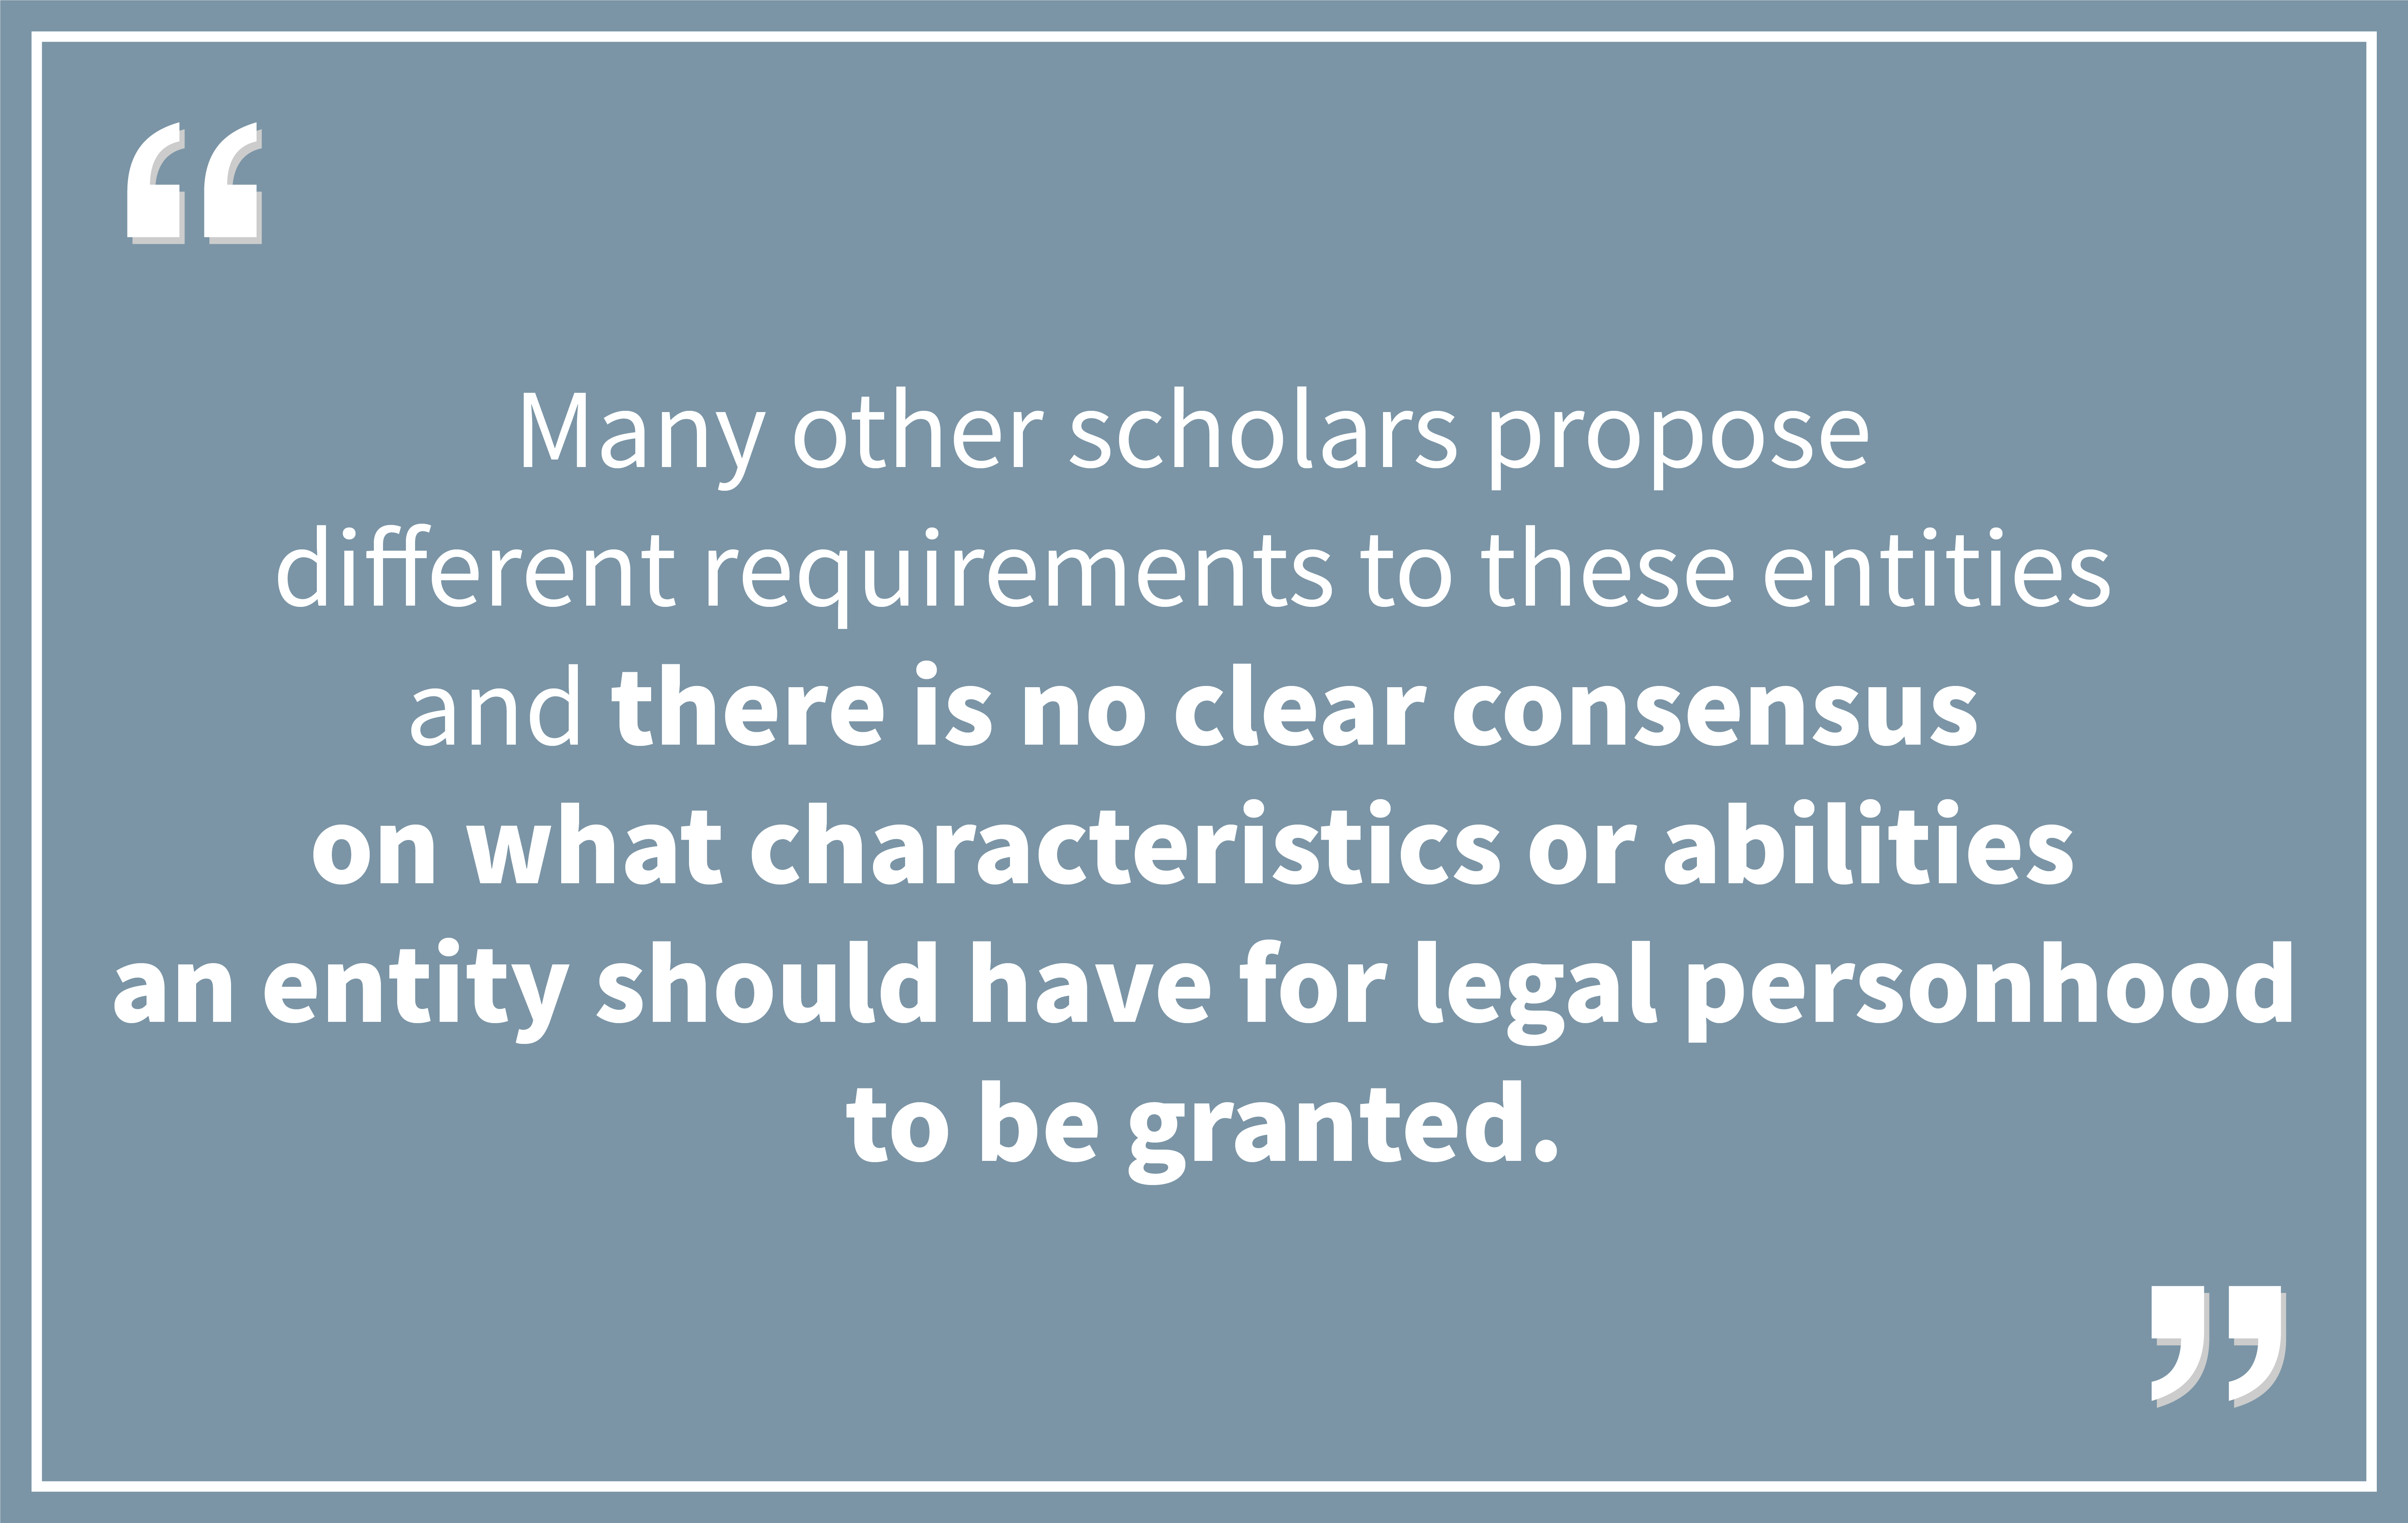 “
Many other scholars propose
different requirements to these entities
and there is no clear consensus
on what characteristics or abilities
an entity should have for legal personhood
to be granted.
”